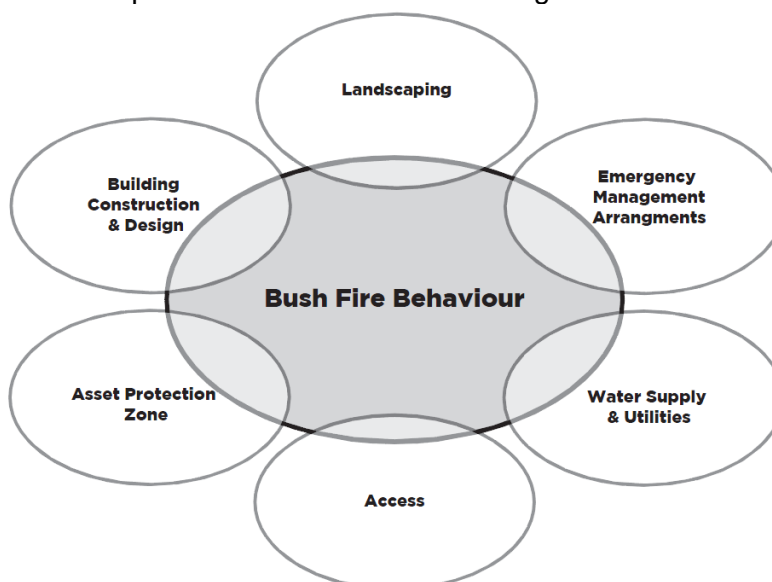 Landscaping
Building
Construction
& Design
Emergency
Management
Arrangments
Bush Fire Behaviour
Asset Protection
Zone
Water Supply
& Utilities
Access